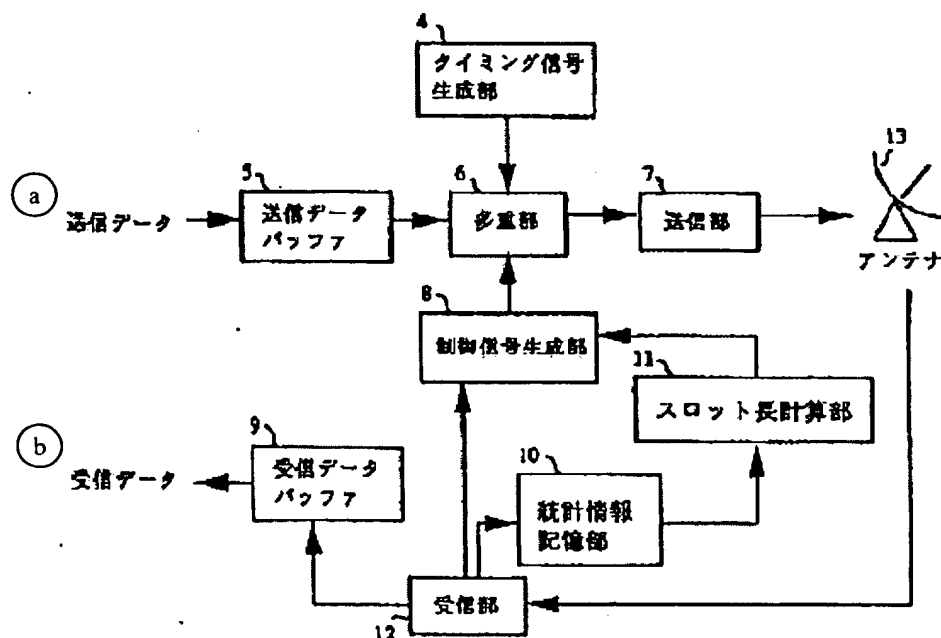 4
タイミング信号
生成部
13
a
5
6
7
送信データ
送信データ
バッファ
多重部
送信部
アンテナ
8
制御信号生成部
11
スロット長計算部
b
9
受信データ
受信データ
バッファ
10
統計情報
記憶部
受信部
12